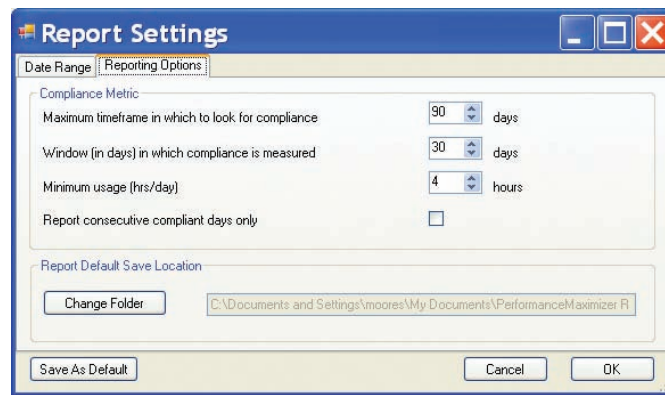 Report Settings
Date Range Reporting Options
Compliance Metric
Maximum timeframe in which to look for compliance 90 days
Window (in days) in which compliance is measured 30 days
Minimum usage (hrs/day) 4 hours
Report consecutive compliant days only
Report Default Save Location
Change Folder C:\Documents and Settings\moores\My Documents\PerformanceMaximizer R
Save As Default Cancel OK